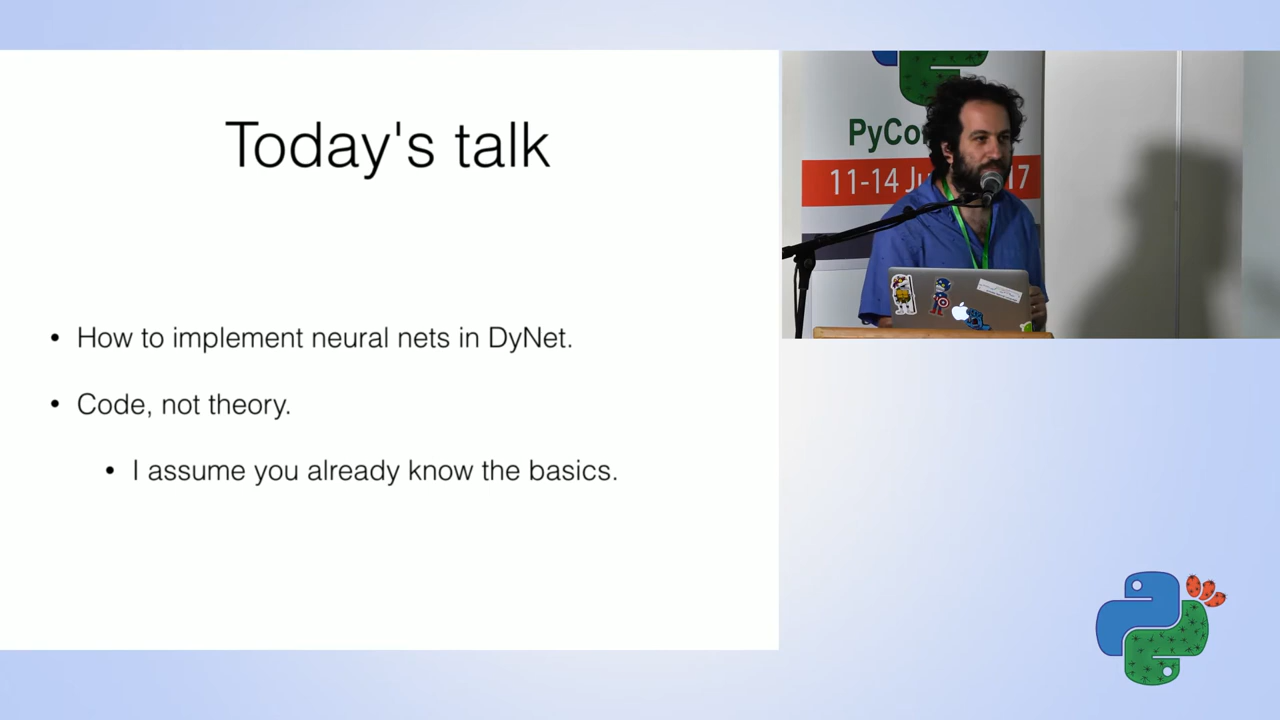 Today's talk
• How to implement neural nets in DyNet.
• Code, not theory.
• I assume you already know the basics.
PyCo
11-14 Ju 17